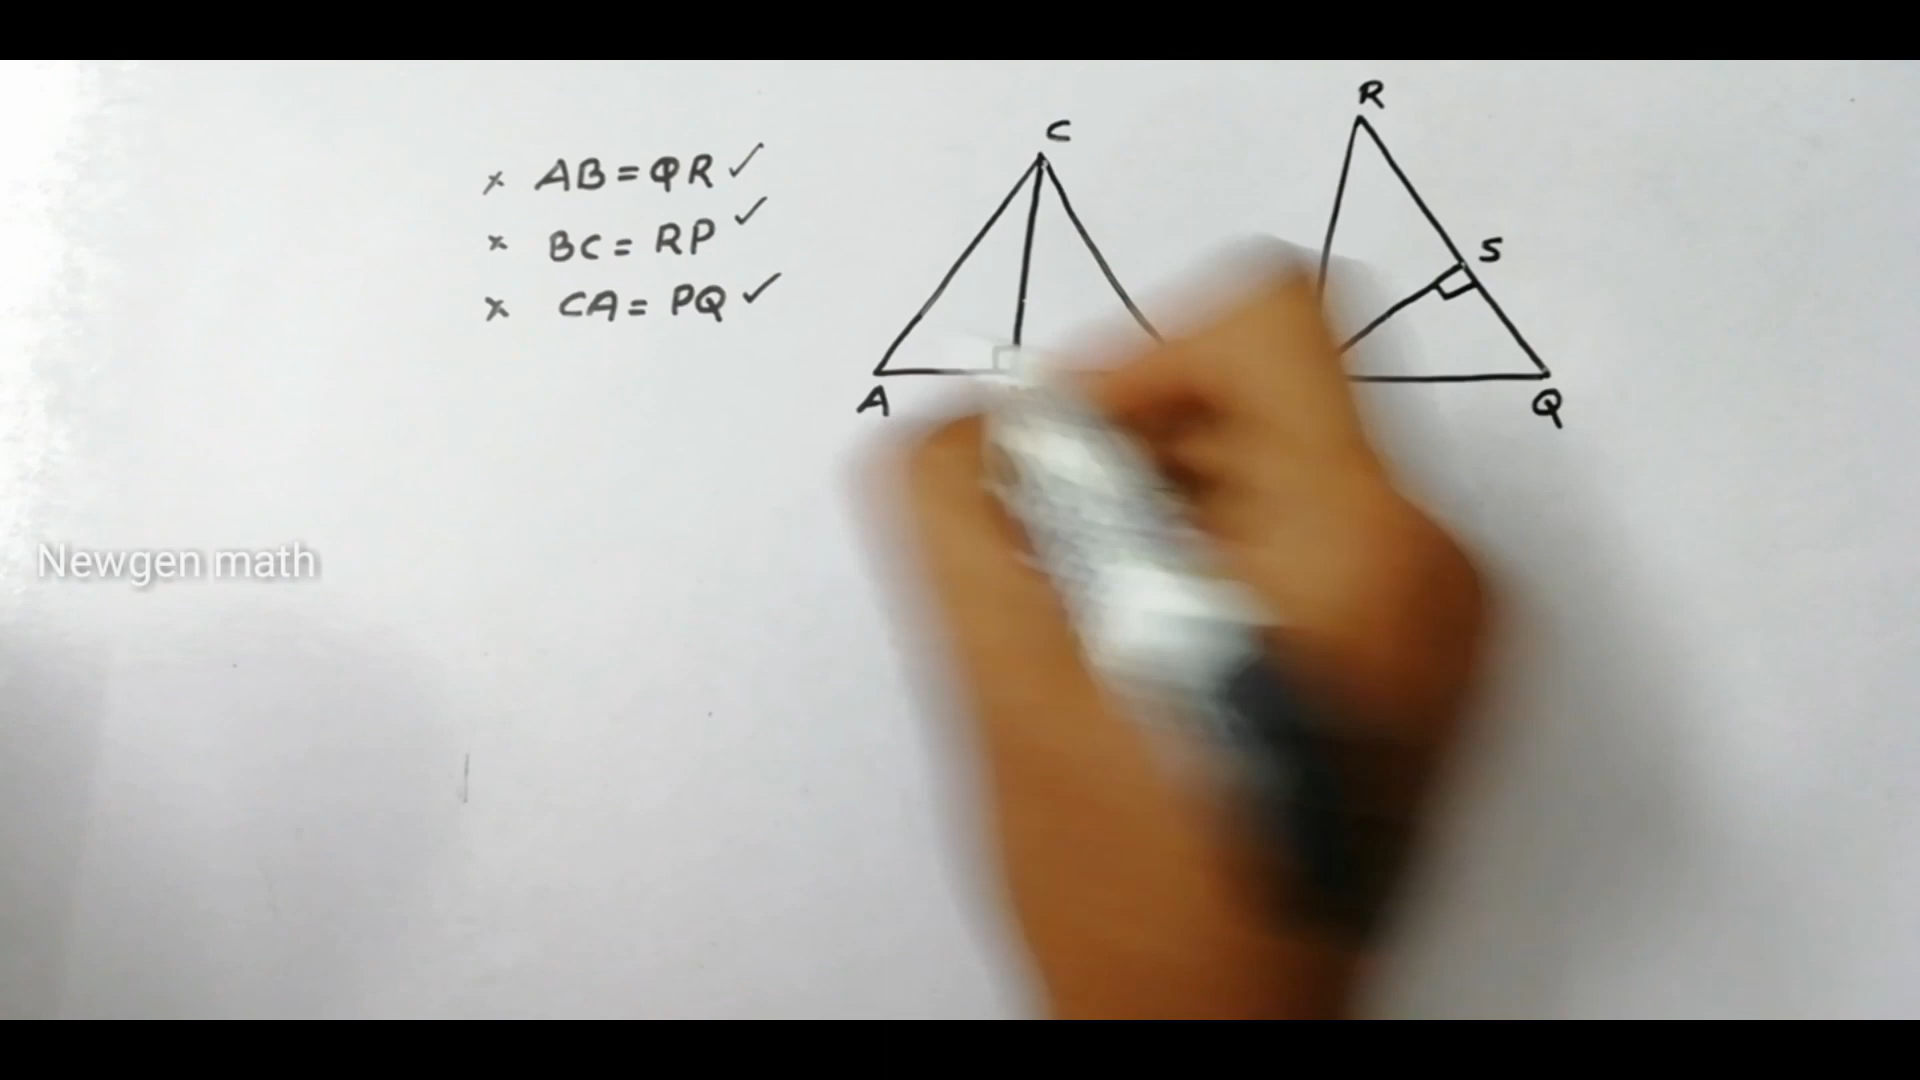 × AB = QR ✓
× BC = RP ✓
× CA = PQ ✓
C
A
R
S
Q
Newgen math